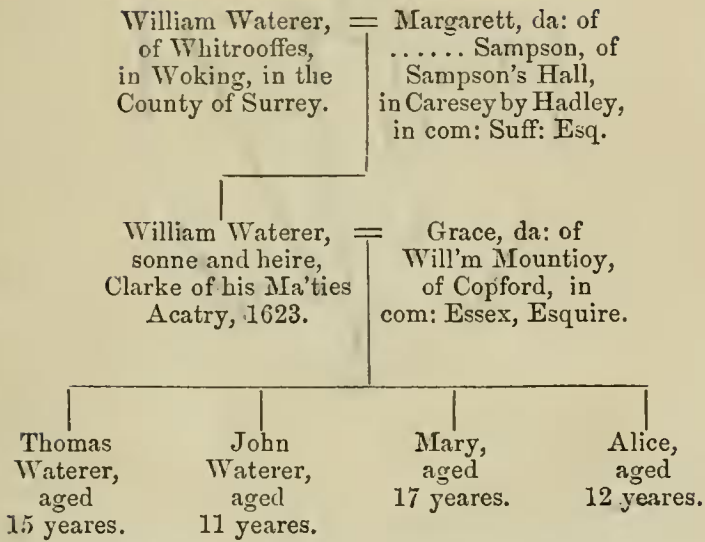 William Waterer,
of Whitrooffes,
in Woking, in the
County of Surrey.
=
Margarett, da: of
...... Sampson, of
Sampson's Hall,
in Caresey by Hadley,
in com: Suff: Esq.
William Waterer,
sonne and heire,
Clarke of his Ma'ties
Acatry, 1623.
=
Grace, da: of
Will'm Mountioy,
of Copford, in
com: Essex, Esquire.
Thomas
Waterer,
aged
15 yeares.
John
Waterer,
aged
11 yeares.
Mary,
aged
17 yeares.
Alice,
aged
12 yeares.